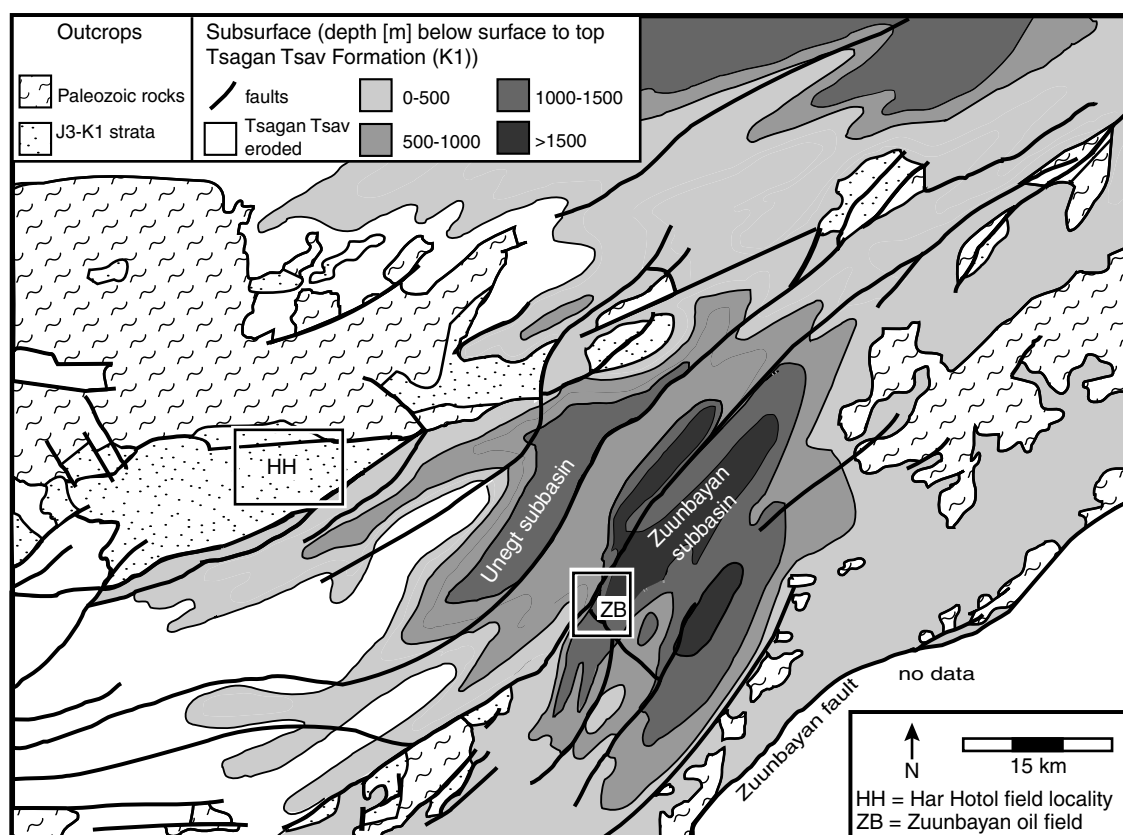 Outcrops
Paleozoic rocks
J3-K1 strata
Subsurface (depth [m] below surface to top
Tsagan Tsav Formation (K1))
faults
Tsagan Tsav
eroded
0-500
500-1000
1000-1500
>1500
HH
Unegt subbasin
Zuunbayan
subbasin
ZB
no data
Zuunbayan fault
N
15 km
HH = Har Hotol field locality
ZB = Zuunbayan oil field